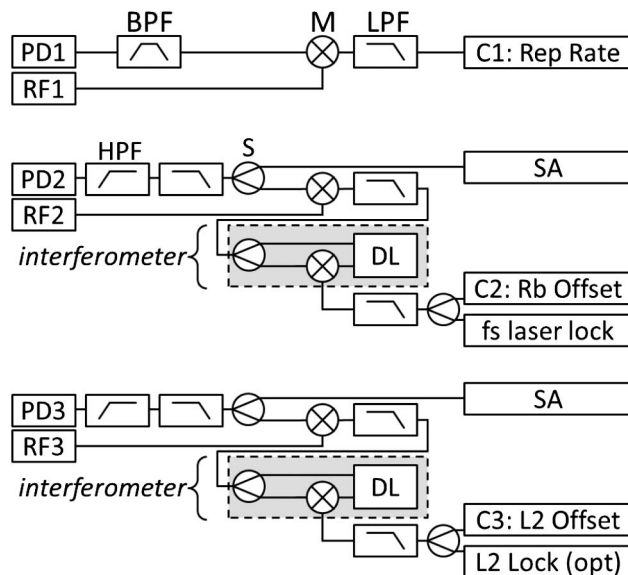 BPF M LPF
PD1 C1: Rep Rate
RF1
HPF S
PD2 SA
RF2
interferometer DL
C2: Rb Offset
fs laser lock
PD3 SA
RF3
interferometer DL
C3: L2 Offset
L2 Lock (opt)